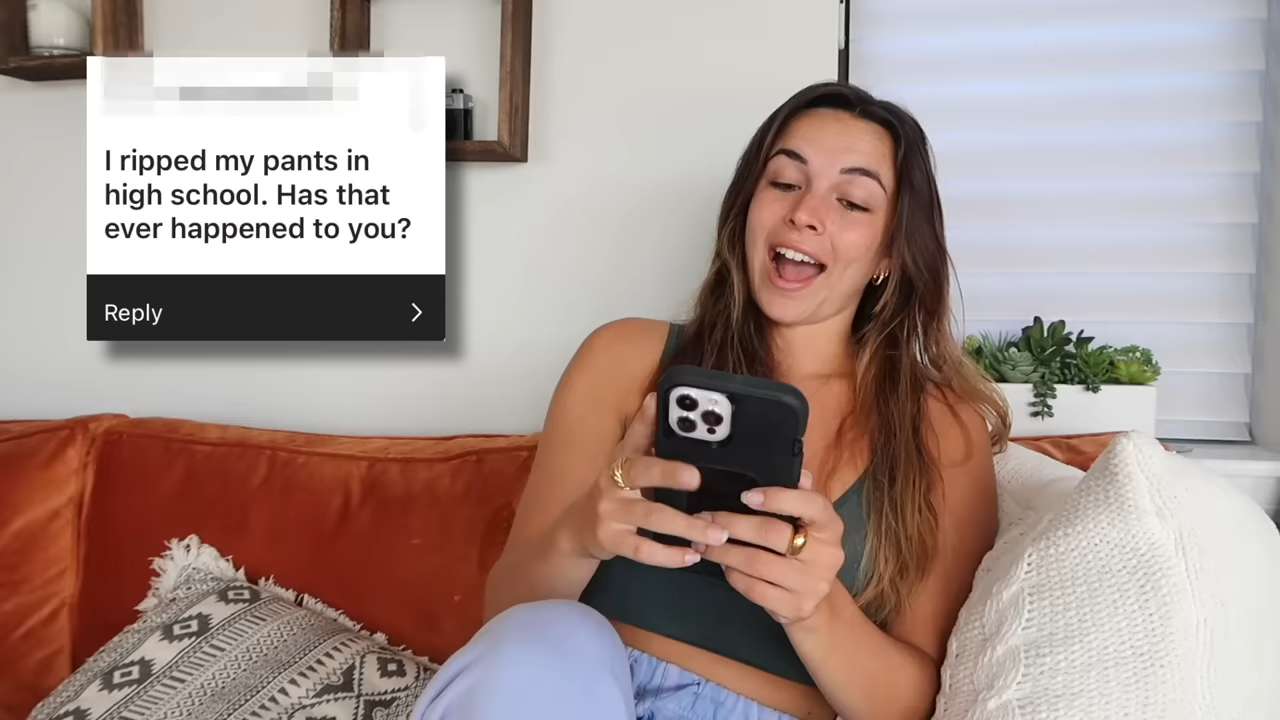 I ripped my pants in
high school. Has that
ever happened to you?
Reply